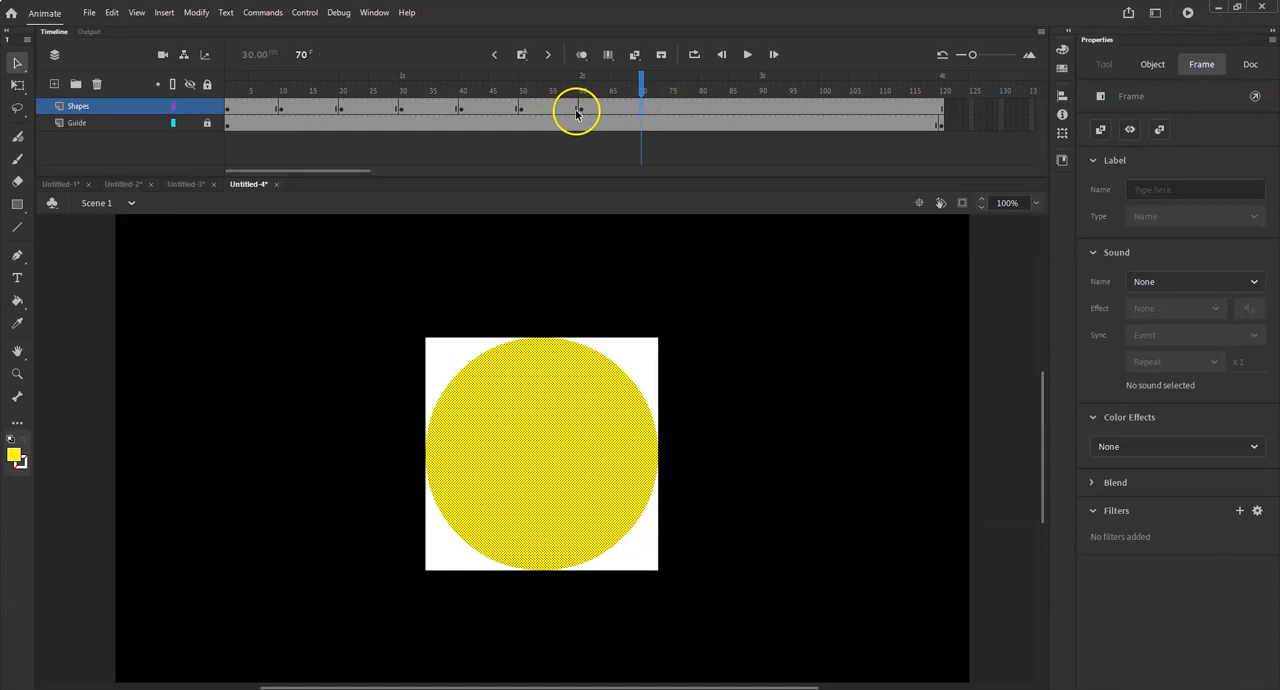 Animate File Edit View Insert Modify Text Commands Control Debug Window Help
Timeline Output
T
30.00 FPS 70 F
1s 2s 3s 4s
5 10 15 20 25 30 35 40 45 50 55 60 65 70 75 80 85 90 95 100 105 110 115 120 125 130 13
Shapes
Guide
Untitled-1* × Untitled-2* × Untitled-3* × Untitled-4* ×
Scene 1 100%
Properties
Tool Object Frame Doc
Frame
Label
Name Type here
Type Name
Sound
Name None
Effect None
Sync Event
Repeat x 1
No sound selected
Color Effects
None
Blend
Filters
No filters added